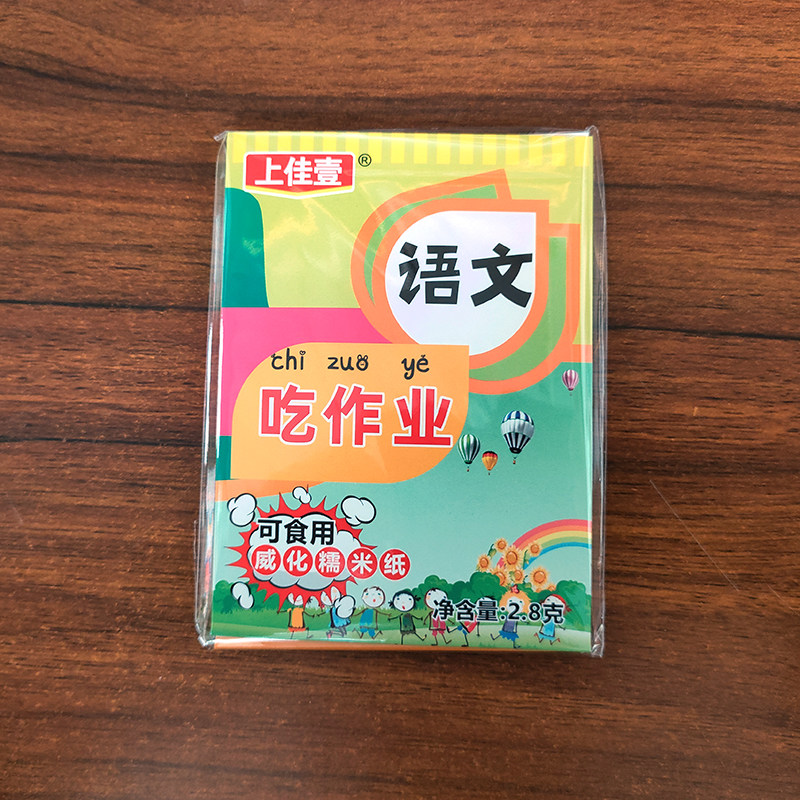 上佳壹®
语文
chī zuò yè
吃作业
可食用
威化糯米纸
净含量:2.8克